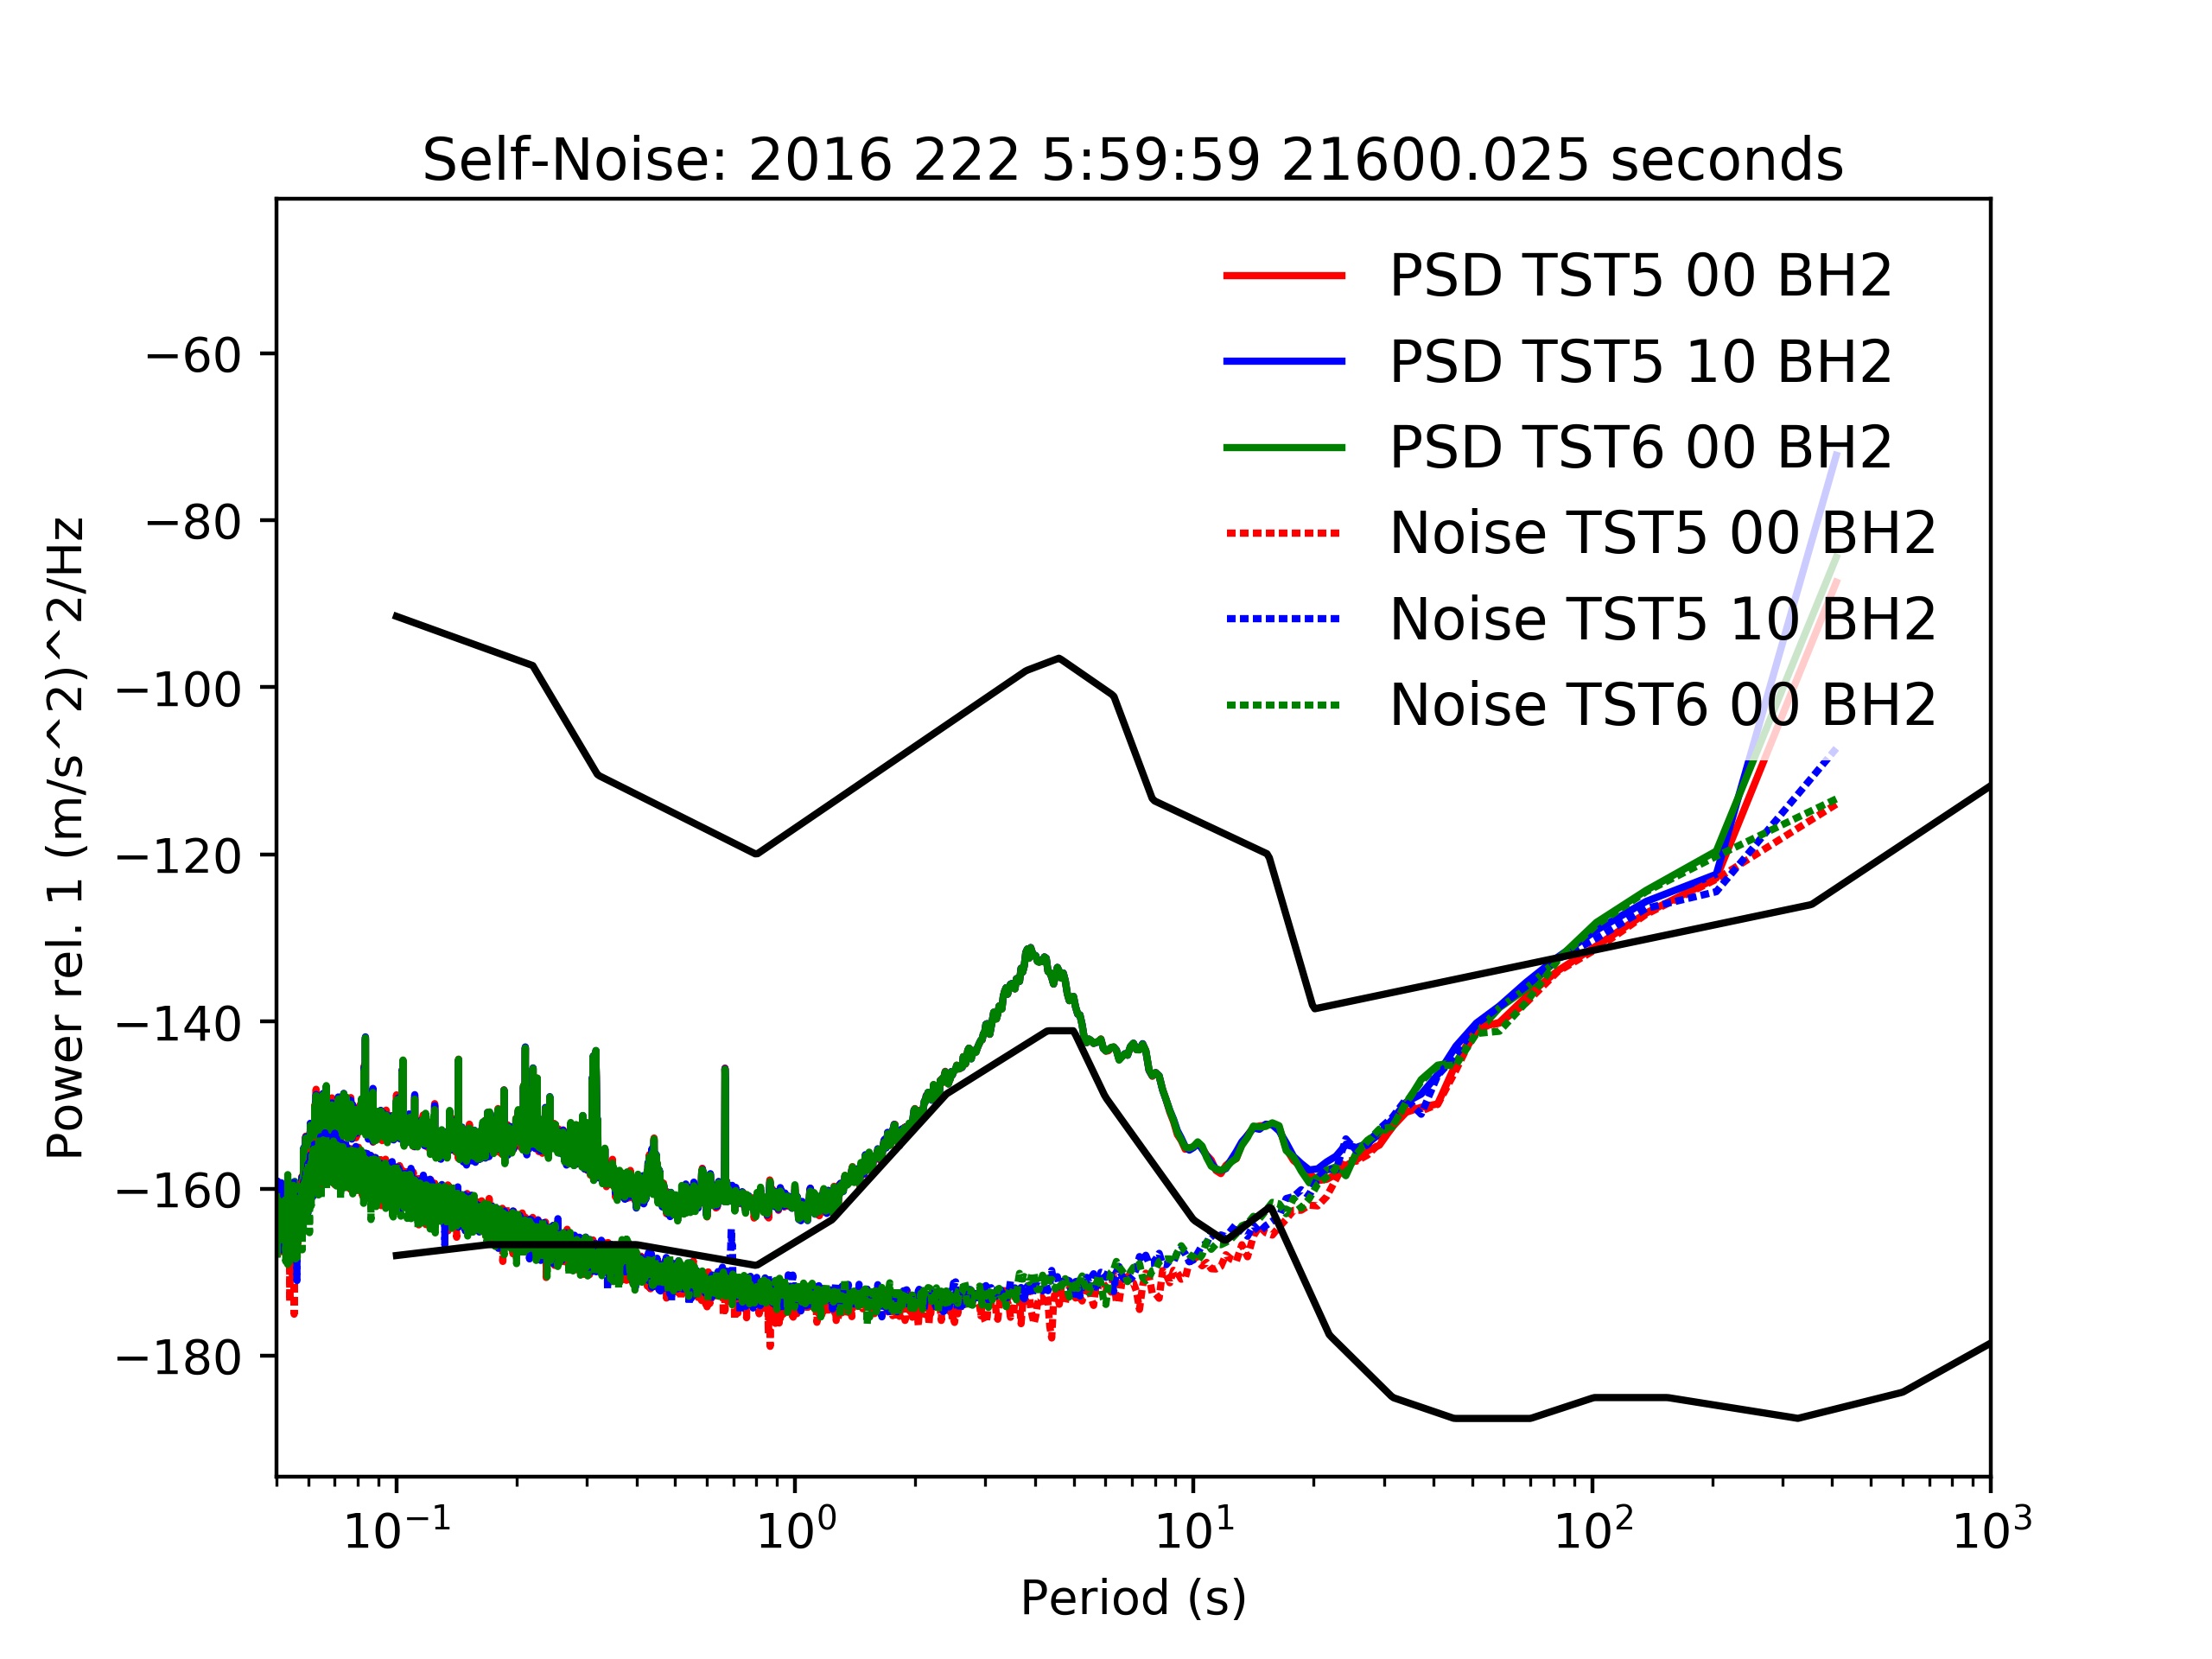 Self-Noise: 2016 222 5:59:59 21600.025 seconds
PSD TST5 00 BH2
PSD TST5 10 BH2
PSD TST6 00 BH2
Noise TST5 00 BH2
Noise TST5 10 BH2
Noise TST6 00 BH2
−60
−80
−100
−120
−140
−160
−180
Power rel. 1 (m/s^2)^2/Hz
10⁻¹ 10⁰ 10¹ 10² 10³
Period (s)